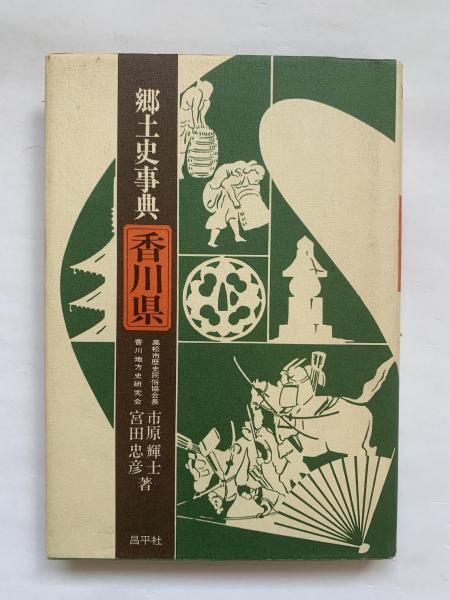 郷土史事典
香川県
高松市歴史民俗協会長
市原輝士
香川地方史研究会
宮田忠彦
著
昌平社